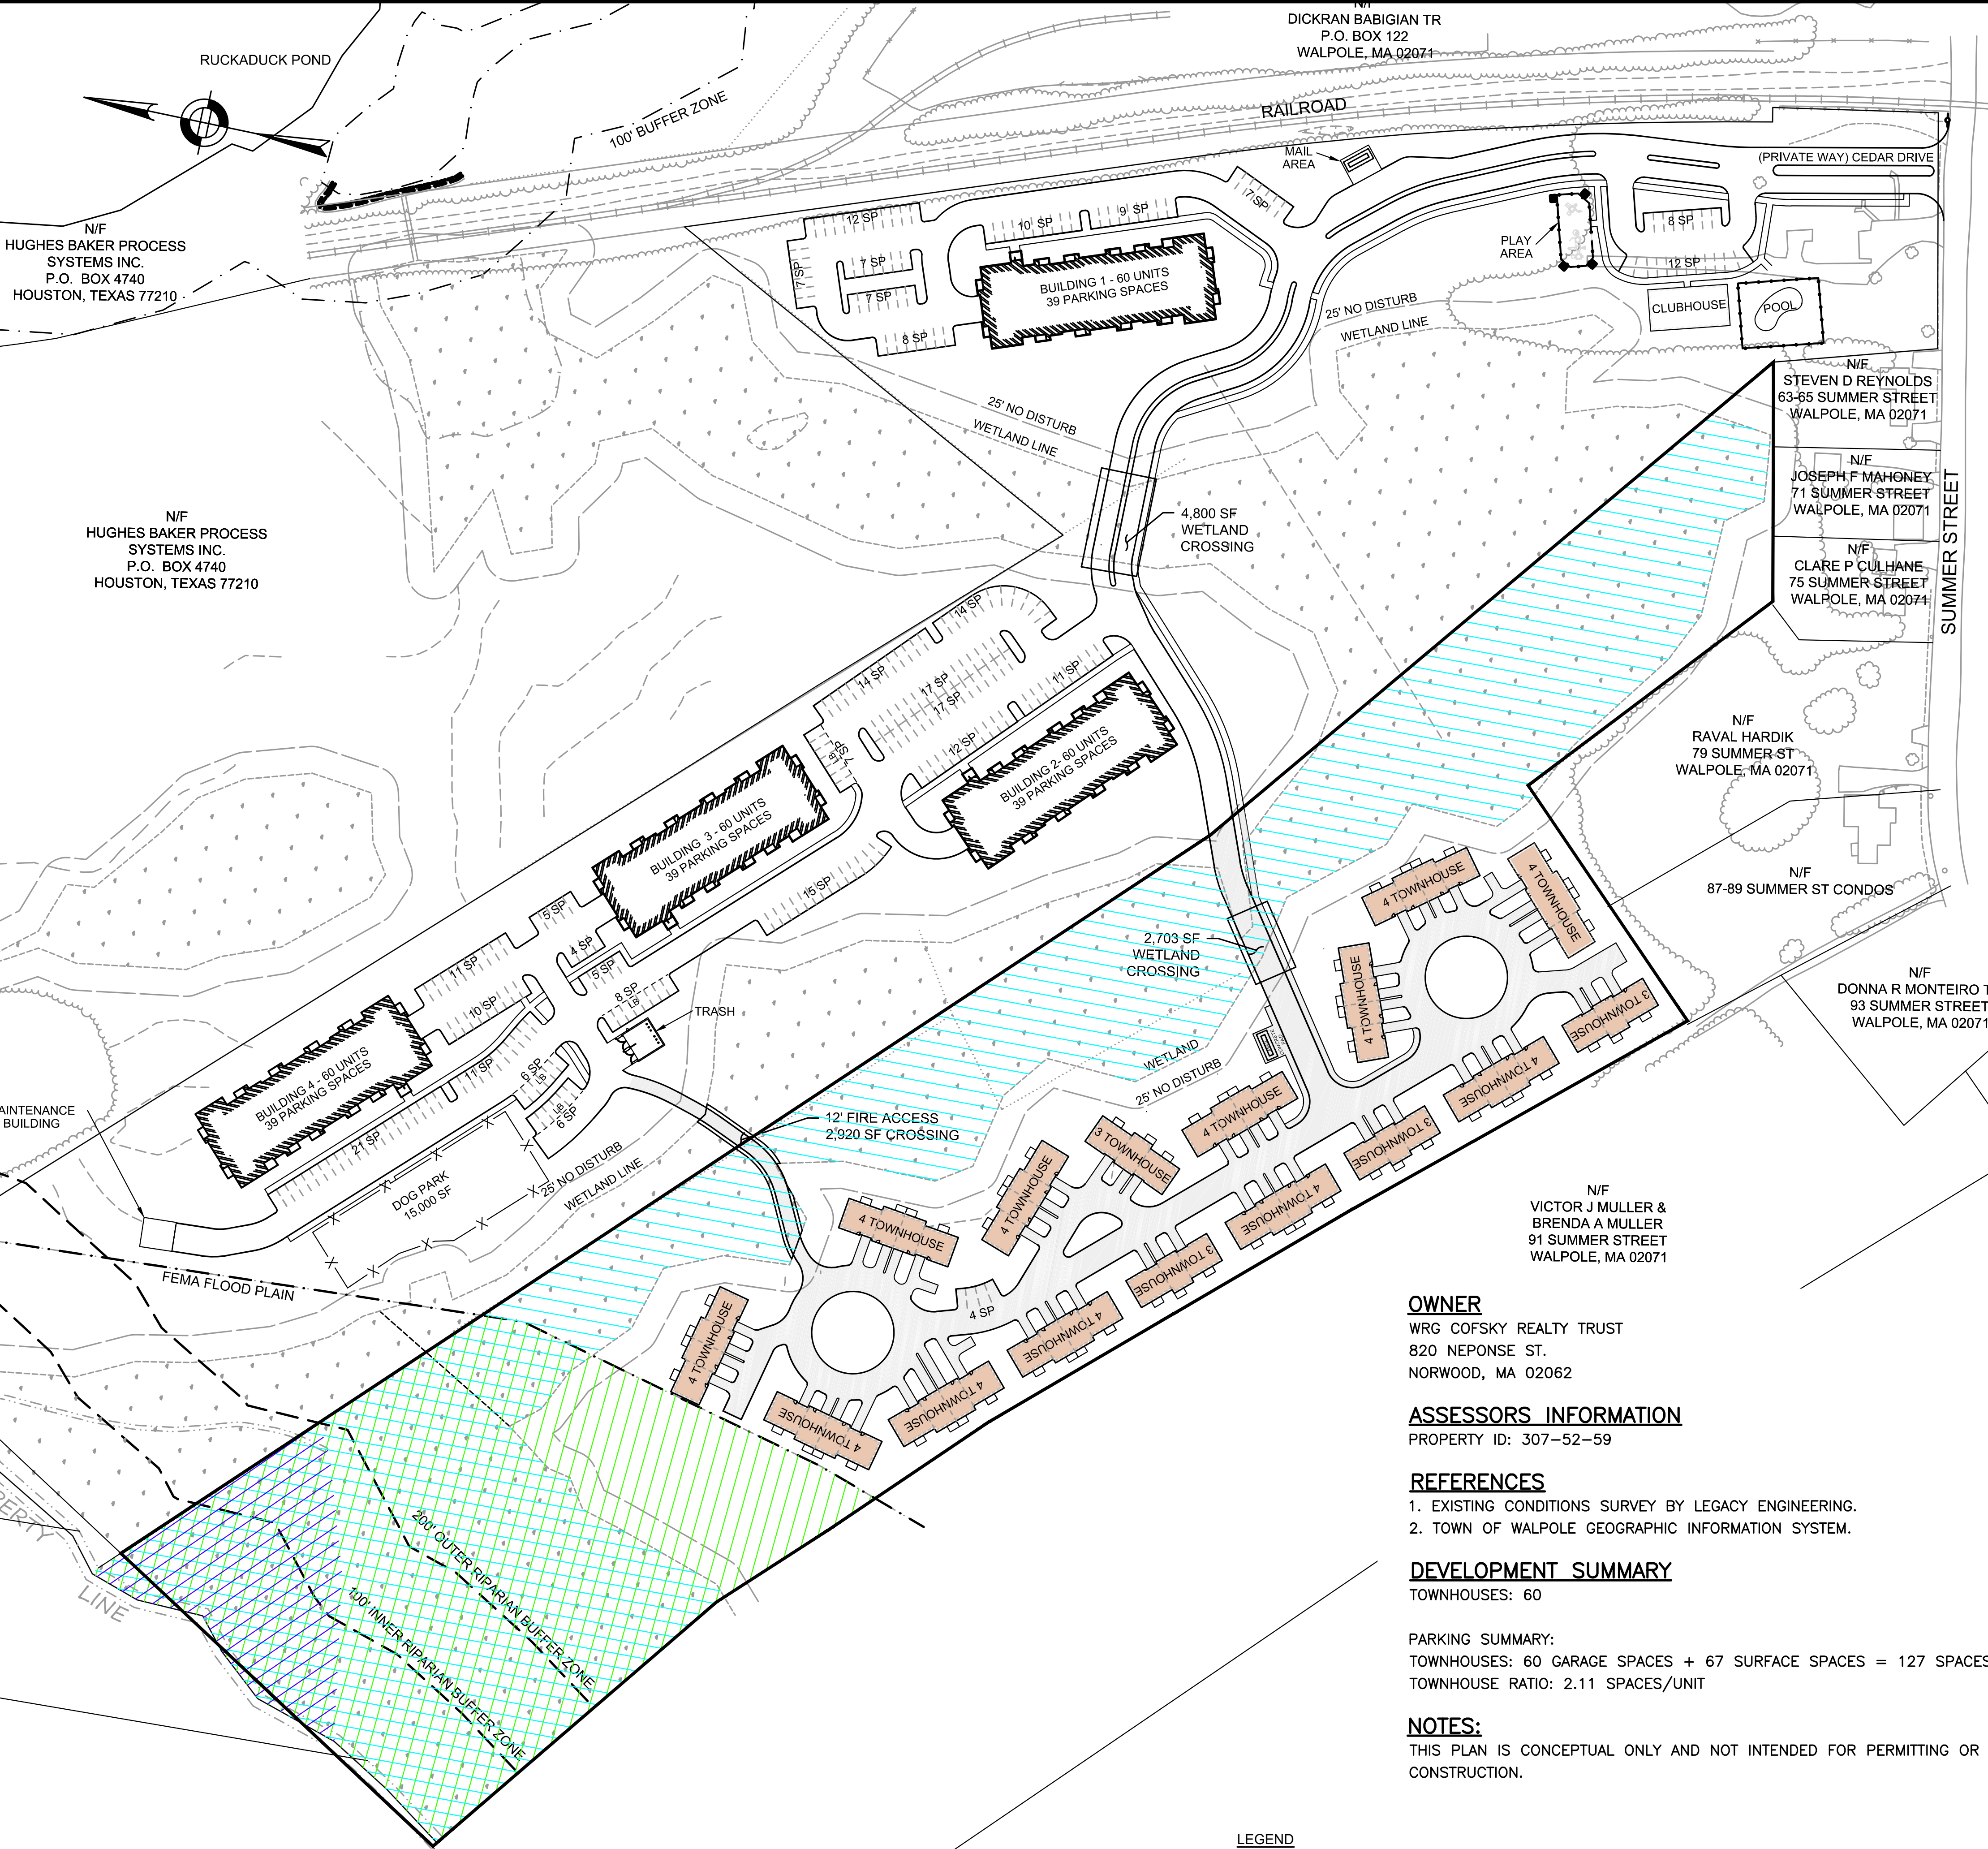 N/F
DICKRAN BABIGIAN TR
P.O. BOX 122
WALPOLE, MA 02071
RUCKADUCK POND
100' BUFFER ZONE
RAILROAD
MAIL
AREA
(PRIVATE WAY) CEDAR DRIVE
N/F
HUGHES BAKER PROCESS
SYSTEMS INC.
P.O. BOX 4740
HOUSTON, TEXAS 77210
12 SP
7 SP
7 SP
7 SP
8 SP
10 SP
9 SP
7 SP
BUILDING 1 - 60 UNITS
39 PARKING SPACES
PLAY
AREA
8 SP
12 SP
CLUBHOUSE
POOL
25' NO DISTURB
WETLAND LINE
25' NO DISTURB
WETLAND LINE
N/F
STEVEN D REYNOLDS
63-65 SUMMER STREET
WALPOLE, MA 02071
N/F
JOSEPH F MAHONEY
71 SUMMER STREET
WALPOLE, MA 02071
N/F
CLARE P CULHANE
75 SUMMER STREET
WALPOLE, MA 02071
SUMMER STREET
N/F
HUGHES BAKER PROCESS
SYSTEMS INC.
P.O. BOX 4740
HOUSTON, TEXAS 77210
4,800 SF
WETLAND
CROSSING
14 SP
14 SP
17 SP
17 SP
11 SP
12 SP
7 SP
LB
BUILDING 2- 60 UNITS
39 PARKING SPACES
BUILDING 3 - 60 UNITS
39 PARKING SPACES
15 SP
5 SP
4 SP
5 SP
11 SP
10 SP
8 SP
LB
TRASH
N/F
RAVAL HARDIK
79 SUMMER ST
WALPOLE, MA 02071
N/F
87-89 SUMMER ST CONDOS
N/F
DONNA R MONTEIRO T
93 SUMMER STREET
WALPOLE, MA 02071
2,703 SF
WETLAND
CROSSING
4 TOWNHOUSE
4 TOWNHOUSE
4 TOWNHOUSE
3 TOWNHOUSE
4 TOWNHOUSE
3 TOWNHOUSE
4 TOWNHOUSE
WETLAND
25' NO DISTURB
4 TOWNHOUSE
3 TOWNHOUSE
4 TOWNHOUSE
3 TOWNHOUSE
4 TOWNHOUSE
4 TOWNHOUSE
4 SP
4 TOWNHOUSE
4 TOWNHOUSE
4 TOWNHOUSE
BUILDING 4 - 60 UNITS
39 PARKING SPACES
11 SP
6 SP
LB
LB
6 SP
21 SP
AINTENANCE
BUILDING
DOG PARK
15,000 SF
25' NO DISTURB
WETLAND LINE
12' FIRE ACCESS
2,920 SF CROSSING
FEMA FLOOD PLAIN
200' OUTER RIPARIAN BUFFER ZONE
100' INNER RIPARIAN BUFFER ZONE
PERTY
LINE
N/F
VICTOR J MULLER &
BRENDA A MULLER
91 SUMMER STREET
WALPOLE, MA 02071
OWNER
WRG COFSKY REALTY TRUST
820 NEPONSE ST.
NORWOOD, MA 02062
ASSESSORS INFORMATION
PROPERTY ID: 307-52-59
REFERENCES
1. EXISTING CONDITIONS SURVEY BY LEGACY ENGINEERING.
2. TOWN OF WALPOLE GEOGRAPHIC INFORMATION SYSTEM.
DEVELOPMENT SUMMARY
TOWNHOUSES: 60
PARKING SUMMARY:
TOWNHOUSES: 60 GARAGE SPACES + 67 SURFACE SPACES = 127 SPACES
TOWNHOUSE RATIO: 2.11 SPACES/UNIT
NOTES:
THIS PLAN IS CONCEPTUAL ONLY AND NOT INTENDED FOR PERMITTING OR
CONSTRUCTION.
LEGEND